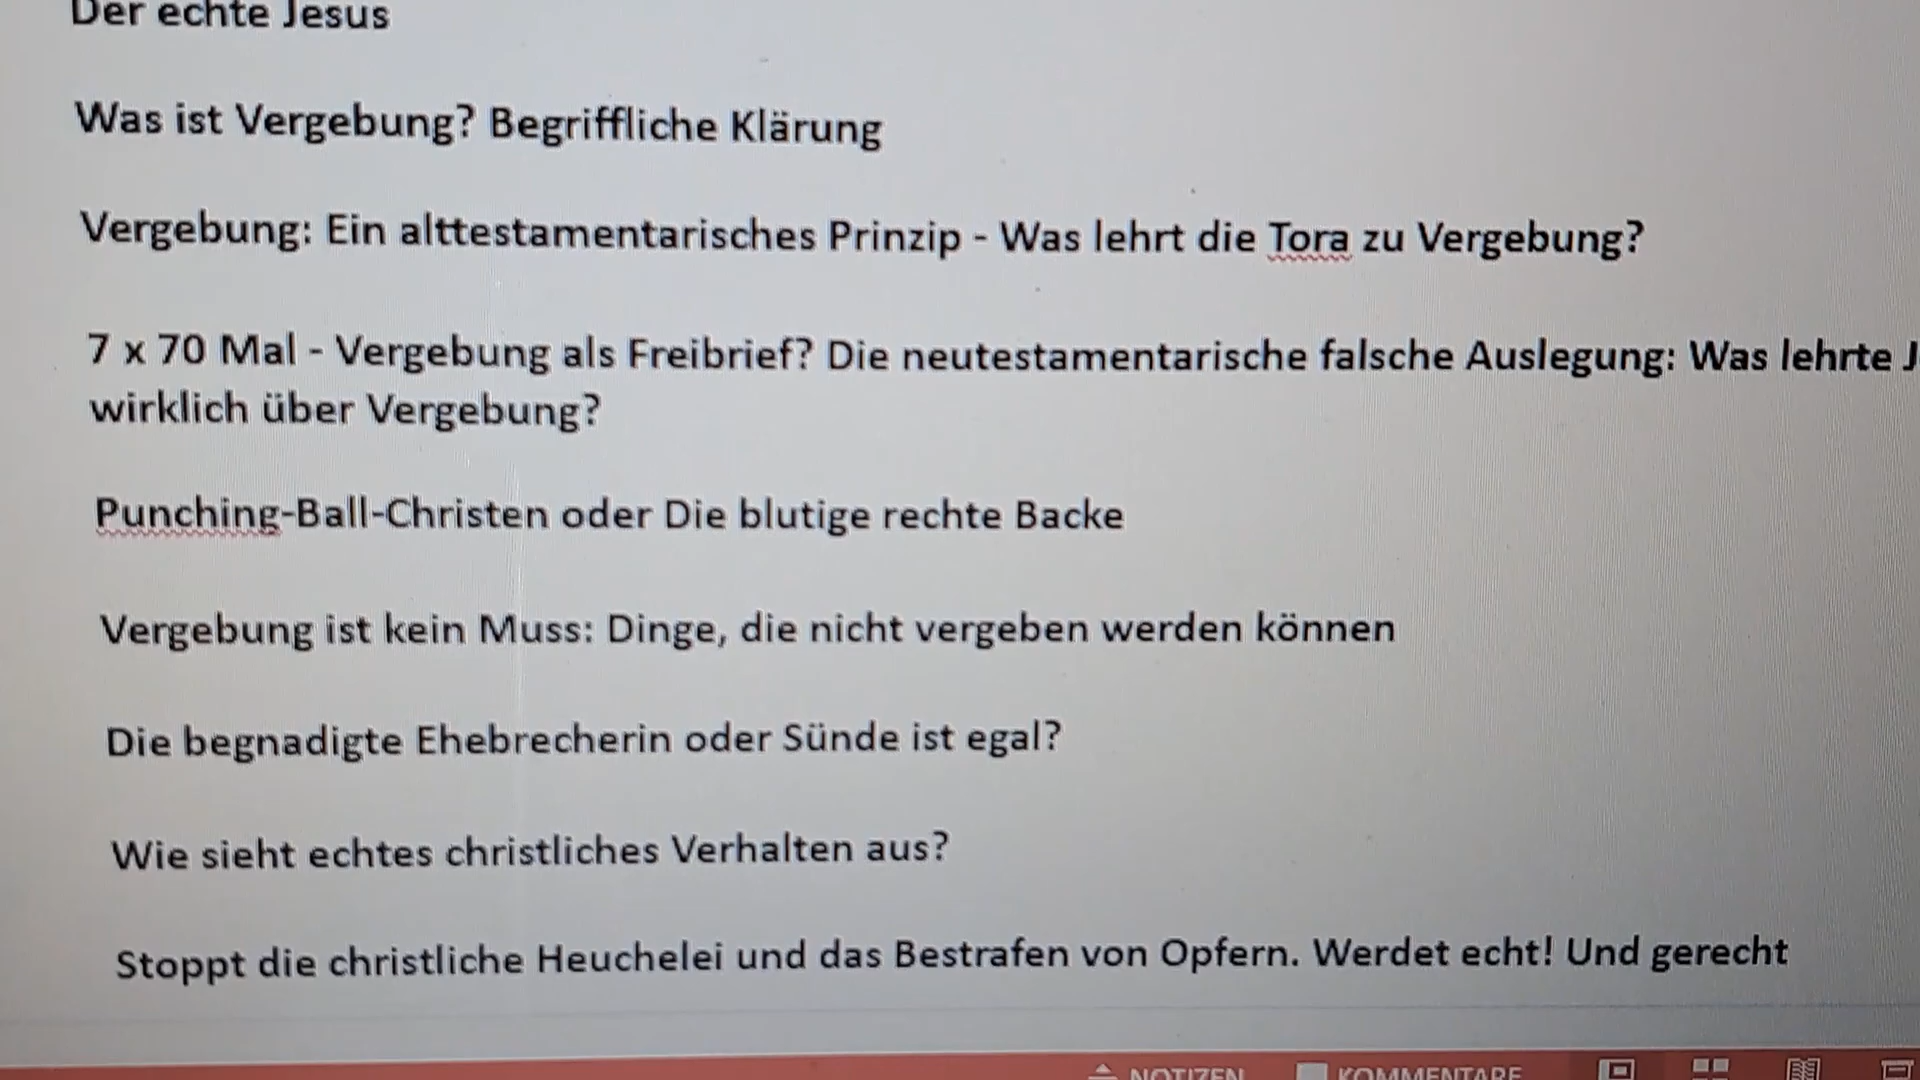 Der echte Jesus
Was ist Vergebung? Begriffliche Klärung
Vergebung: Ein alttestamentarisches Prinzip - Was lehrt die Tora zu Vergebung?
7 x 70 Mal - Vergebung als Freibrief? Die neutestamentarische falsche Auslegung: Was lehrte J
wirklich über Vergebung?
Punching-Ball-Christen oder Die blutige rechte Backe
Vergebung ist kein Muss: Dinge, die nicht vergeben werden können
Die begnadigte Ehebrecherin oder Sünde ist egal?
Wie sieht echtes christliches Verhalten aus?
Stoppt die christliche Heuchelei und das Bestrafen von Opfern. Werdet echt! Und gerecht
NOTIZEN KOMMENTARE